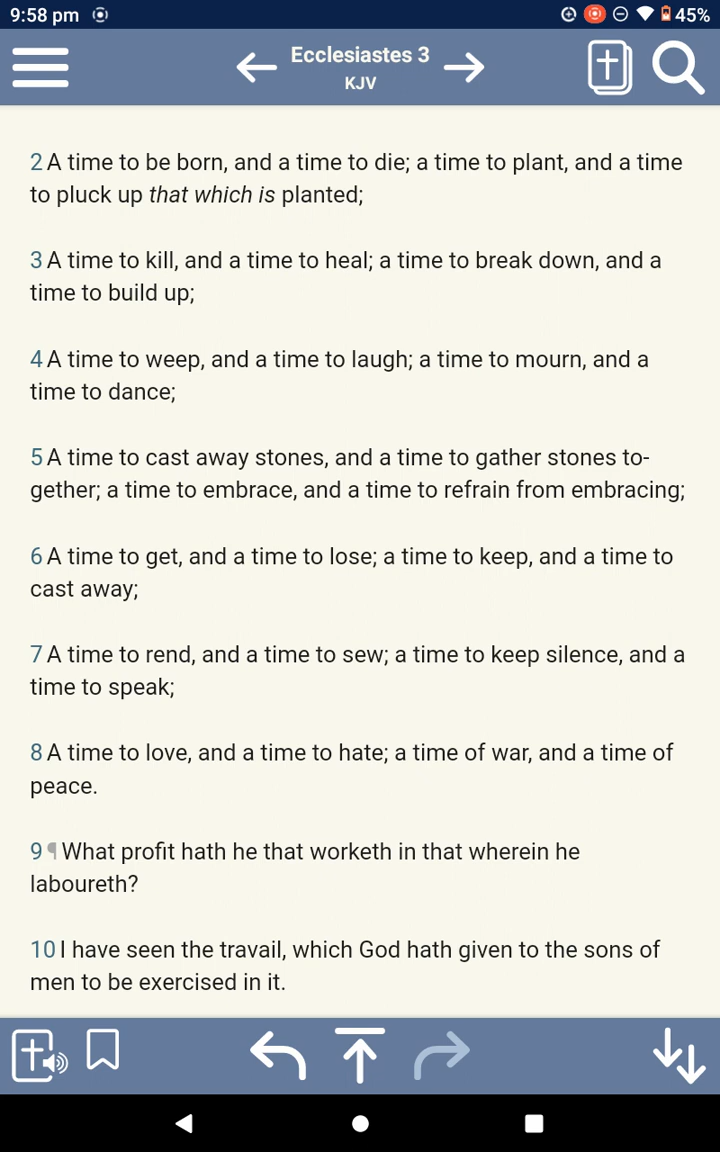 9:58 pm 45%
Ecclesiastes 3
KJV
2 A time to be born, and a time to die; a time to plant, and a time
to pluck up that which is planted;
3 A time to kill, and a time to heal; a time to break down, and a
time to build up;
4 A time to weep, and a time to laugh; a time to mourn, and a
time to dance;
5 A time to cast away stones, and a time to gather stones to-
gether; a time to embrace, and a time to refrain from embracing;
6 A time to get, and a time to lose; a time to keep, and a time to
cast away;
7 A time to rend, and a time to sew; a time to keep silence, and a
time to speak;
8 A time to love, and a time to hate; a time of war, and a time of
peace.
9 ¶ What profit hath he that worketh in that wherein he
laboureth?
10 I have seen the travail, which God hath given to the sons of
men to be exercised in it.